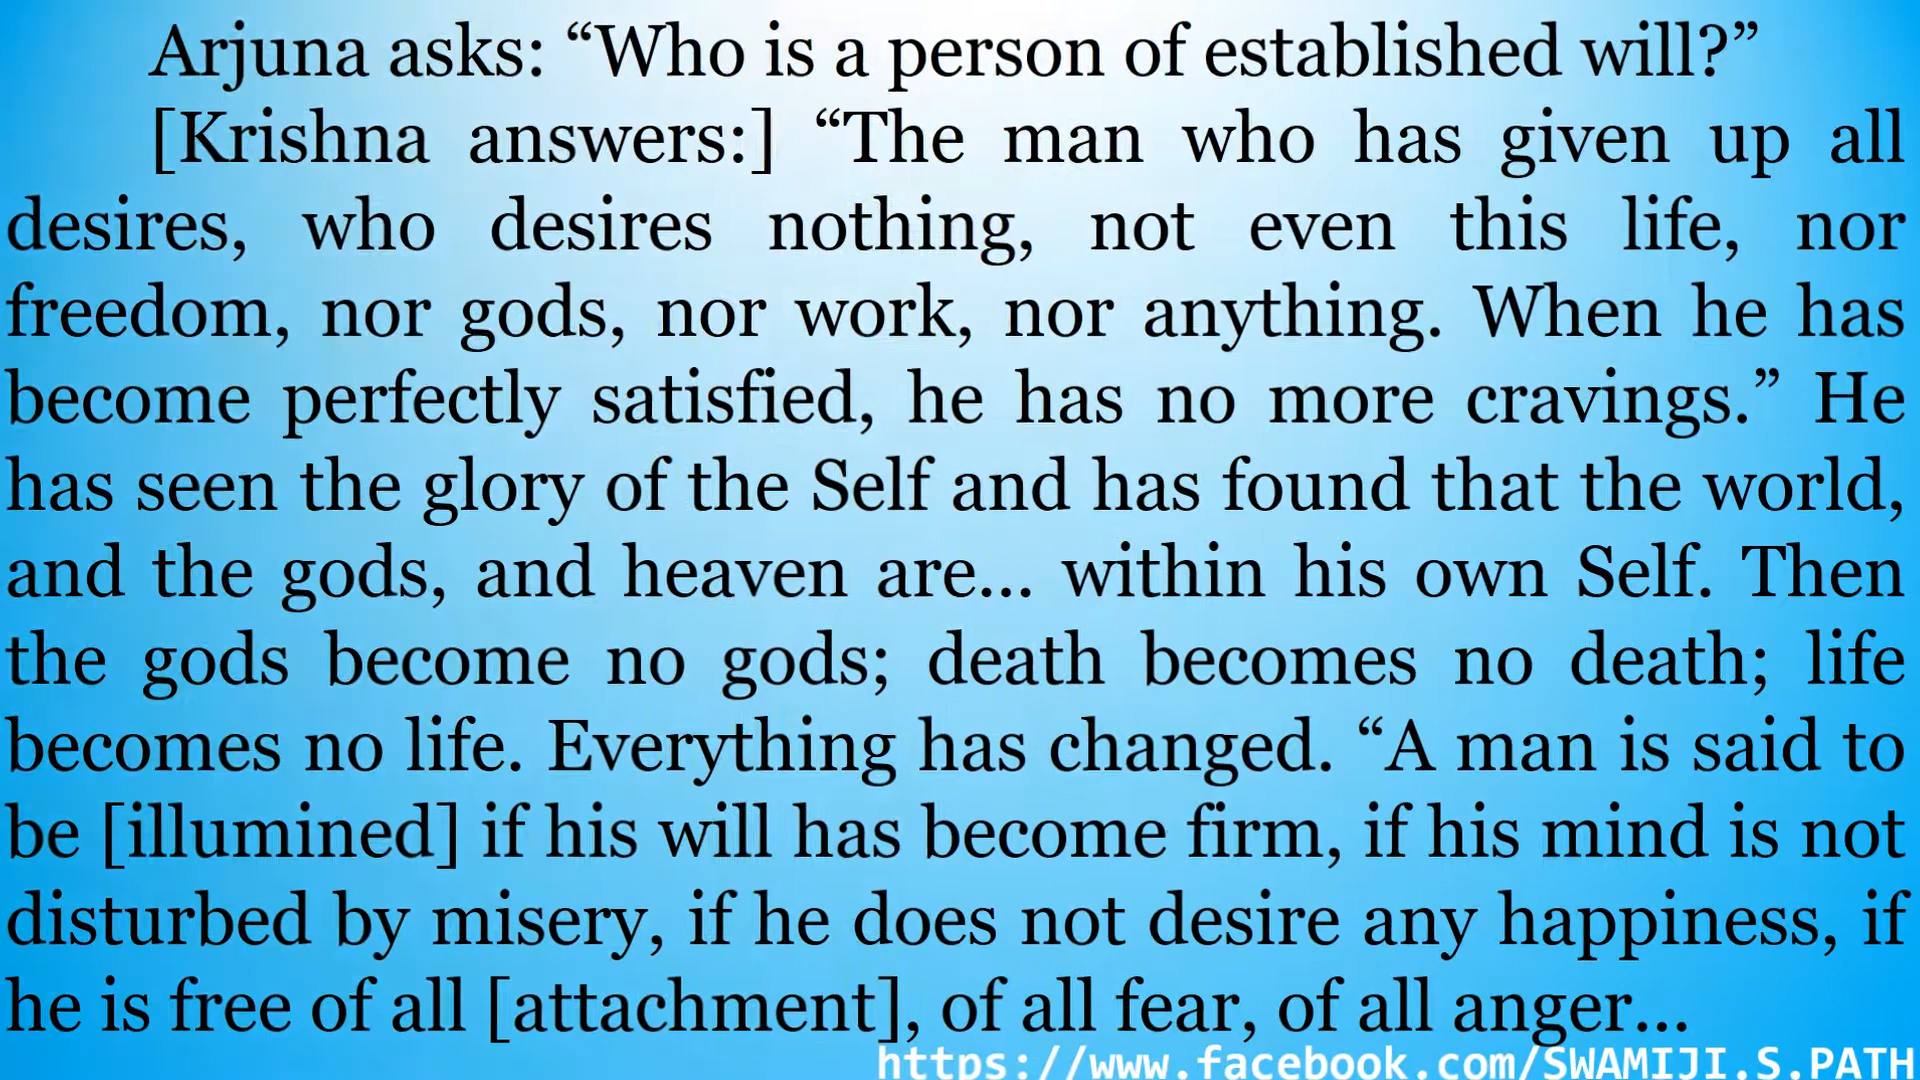 Arjuna asks: “Who is a person of established will?”
[Krishna answers:] “The man who has given up all
desires, who desires nothing, not even this life, nor
freedom, nor gods, nor work, nor anything. When he has
become perfectly satisfied, he has no more cravings.” He
has seen the glory of the Self and has found that the world,
and the gods, and heaven are... within his own Self. Then
the gods become no gods; death becomes no death; life
becomes no life. Everything has changed. “A man is said to
be [illumined] if his will has become firm, if his mind is not
disturbed by misery, if he does not desire any happiness, if
he is free of all [attachment], of all fear, of all anger...
https://www.facebook.com/SWAMIJI.S.PATH